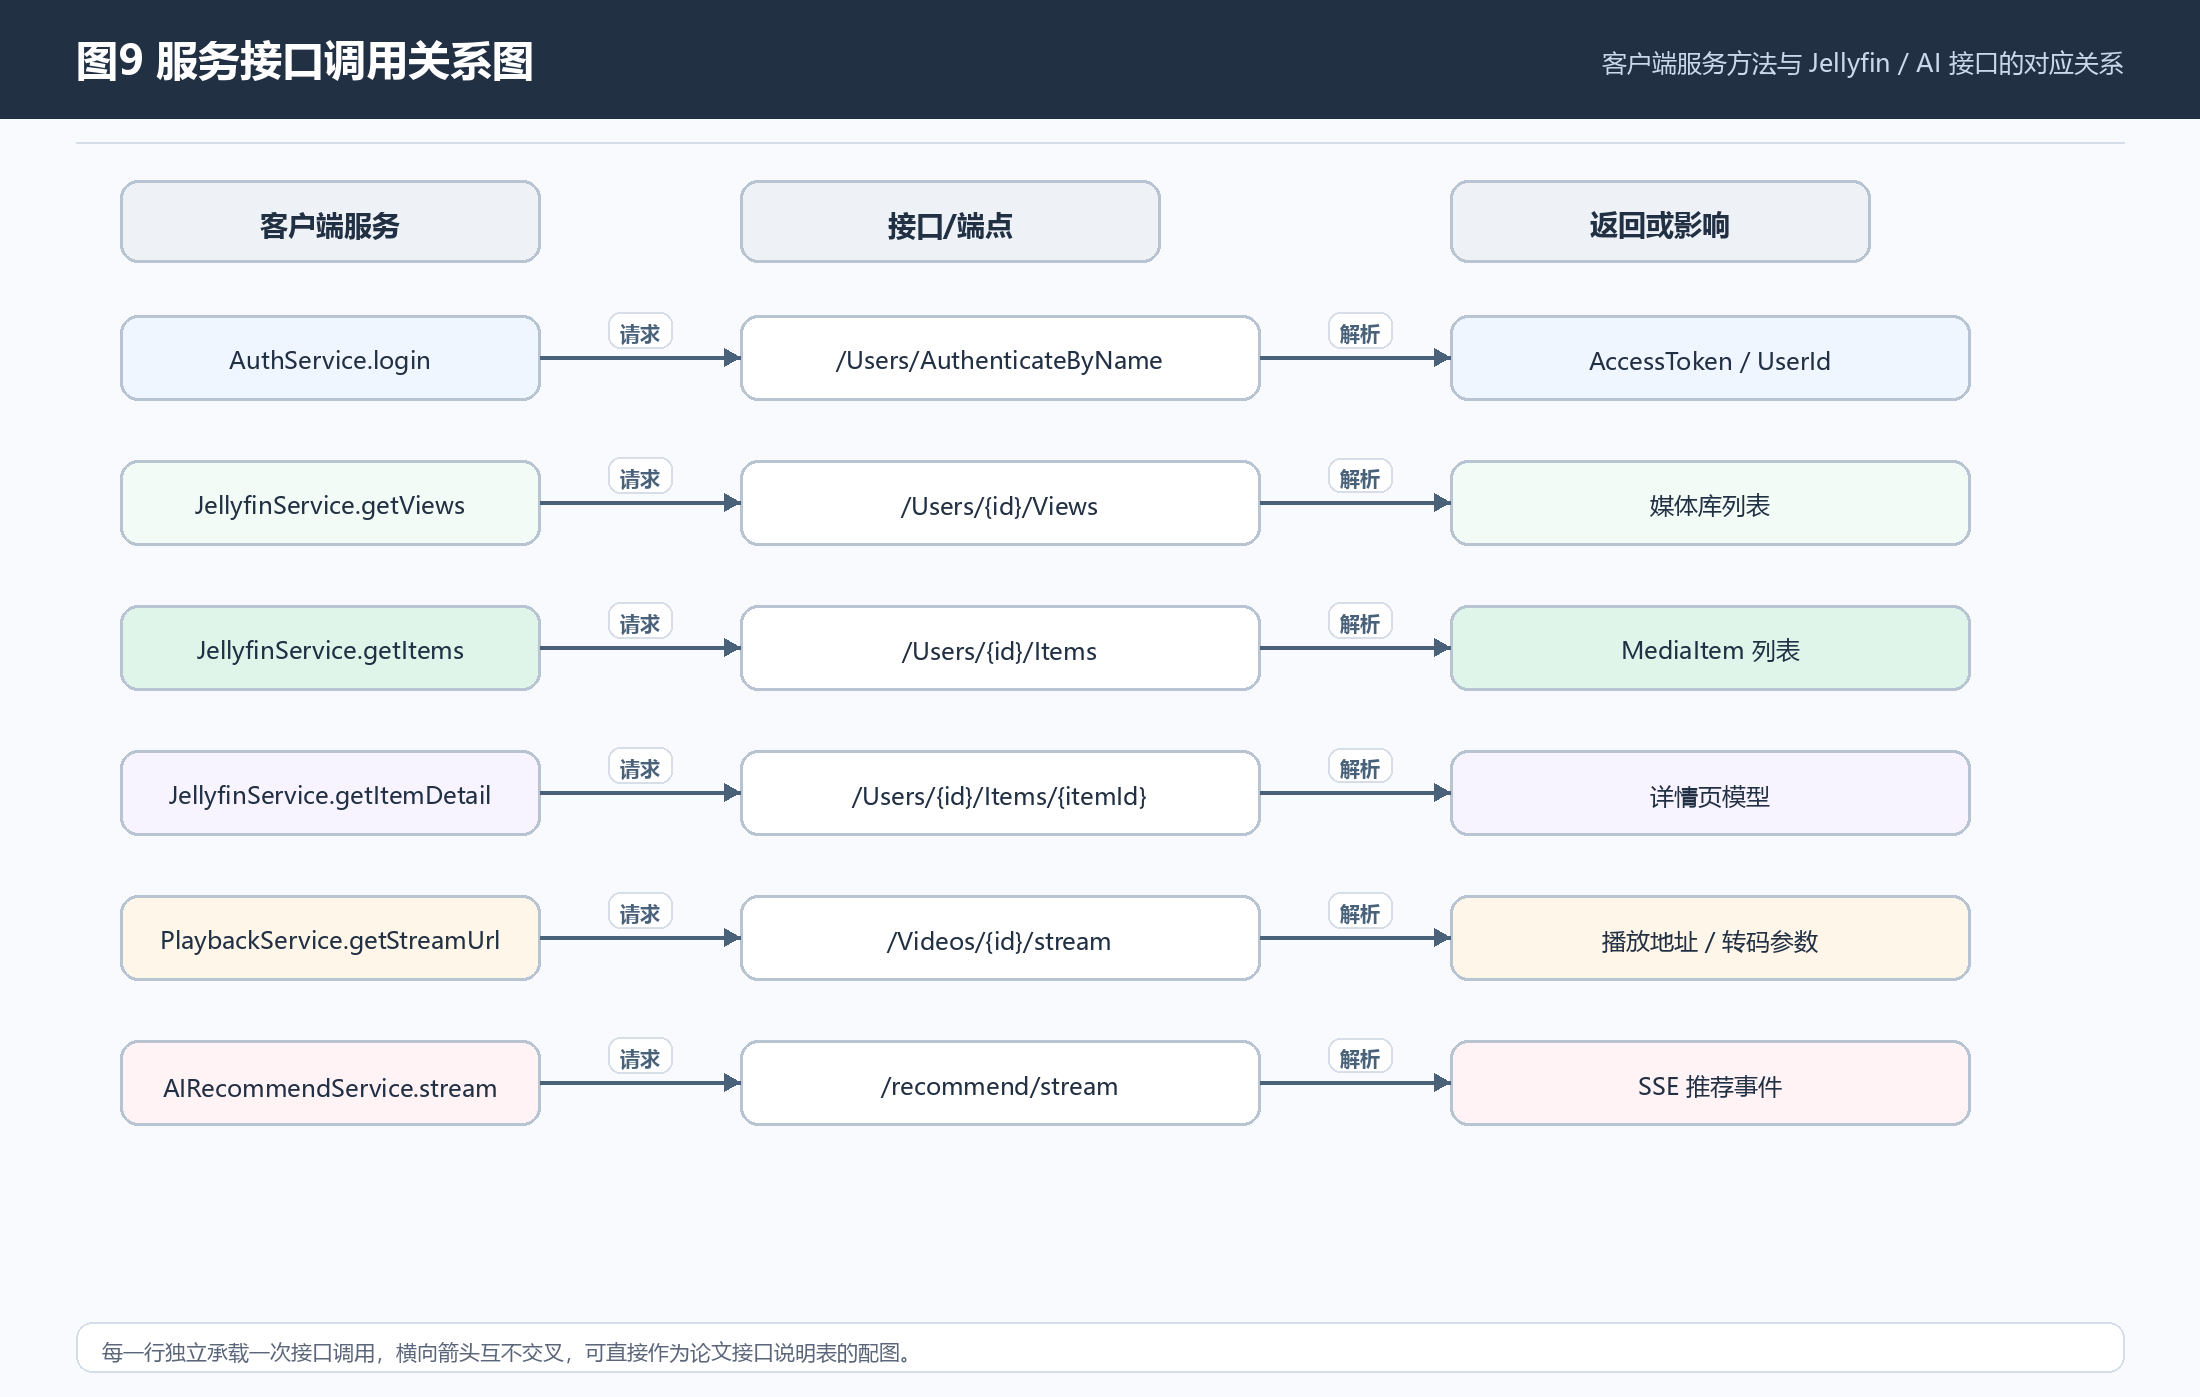 图9 服务接口调用关系图
客户端服务方法与 Jellyfin / AI 接口的对应关系
客户端服务
接口/端点
返回或影响
AuthService.login
请求
/Users/AuthenticateByName
解析
AccessToken / UserId
JellyfinService.getViews
请求
/Users/{id}/Views
解析
媒体库列表
JellyfinService.getItems
请求
/Users/{id}/Items
解析
MediaItem 列表
JellyfinService.getItemDetail
请求
/Users/{id}/Items/{itemId}
解析
详情页模型
PlaybackService.getStreamUrl
请求
/Videos/{id}/stream
解析
播放地址 / 转码参数
AIRecommendService.stream
请求
/recommend/stream
解析
SSE 推荐事件
每一行独立承载一次接口调用，横向箭头互不交叉，可直接作为论文接口说明表的配图。